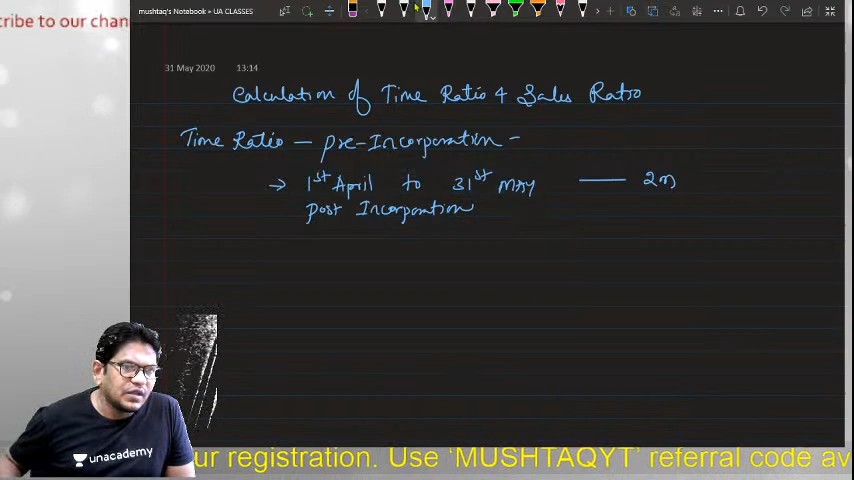 cribe to our chan
mushtaq's Notebook » UA CLASSES
31 May 2020 13:14
Calculation of Time Ratio & Sales Ratio
Time Ratio — pre-Incorporation -
→ 1st April to 31st MAY —— 2m
post Incorporation
unacademy
ur registration. Use 'MUSHTAQYT' referral code av